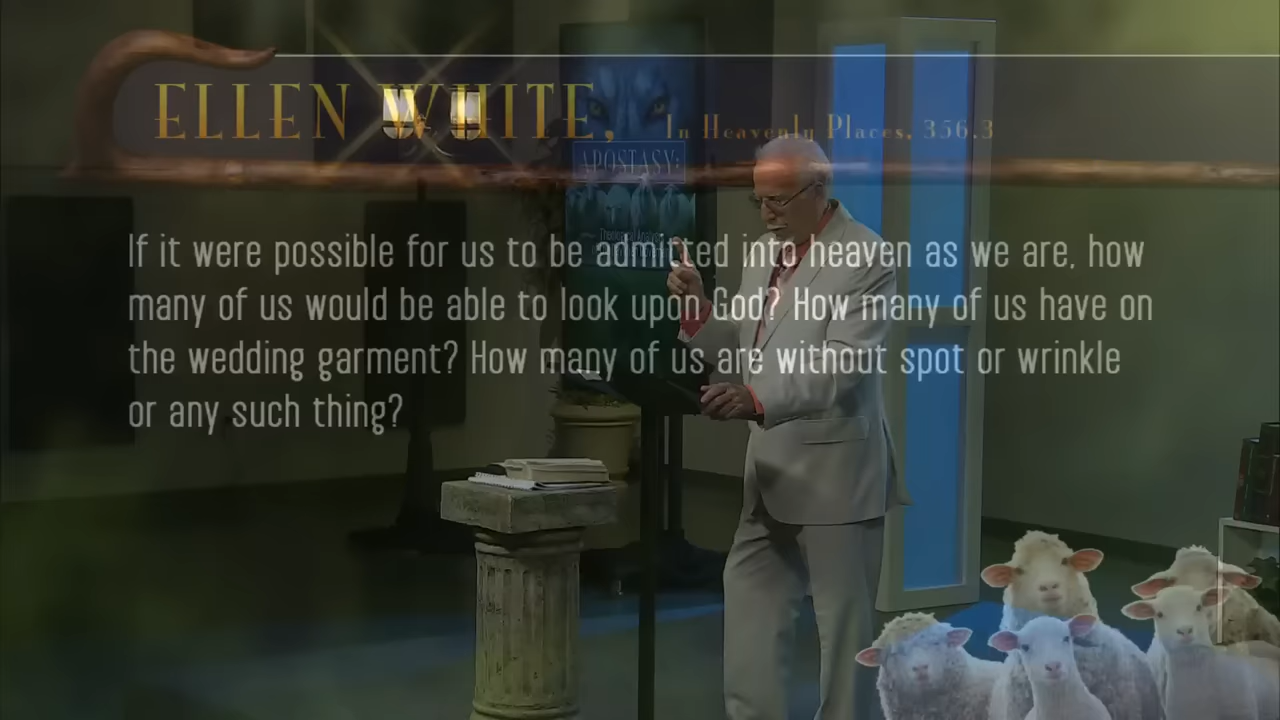 ELLEN WHITE, In Heavenly Places, 356.3
APOSTASY:
If it were possible for us to be admitted into heaven as we are, how
many of us would be able to look upon God? How many of us have on
the wedding garment? How many of us are without spot or wrinkle
or any such thing?